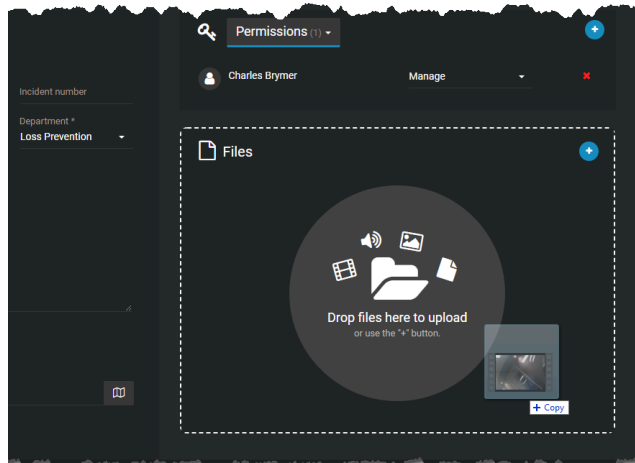 Permissions (1)
Charles Brymer
Manage
Incident number
Department *
Loss Prevention
Files
Drop files here to upload
or use the "+" button.
+ Copy